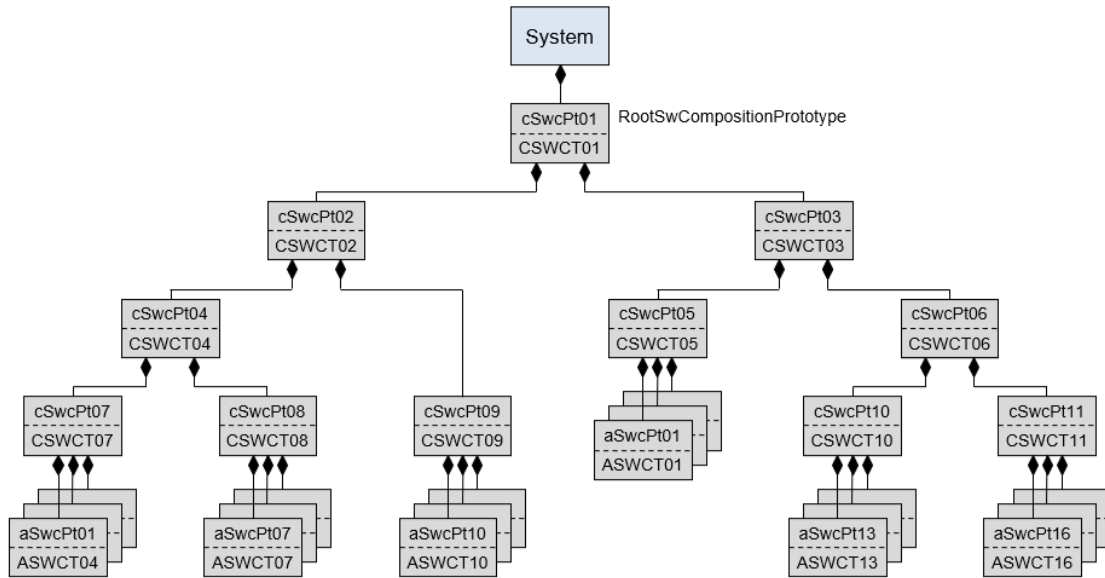 System
cSwcPt01
CSWCT01
RootSwCompositionPrototype
cSwcPt02
CSWCT02
cSwcPt03
CSWCT03
cSwcPt04
CSWCT04
cSwcPt05
CSWCT05
cSwcPt06
CSWCT06
cSwcPt07
CSWCT07
cSwcPt08
CSWCT08
cSwcPt09
CSWCT09
aSwcPt01
ASWCT01
cSwcPt10
CSWCT10
cSwcPt11
CSWCT11
aSwcPt01
ASWCT04
aSwcPt07
ASWCT07
aSwcPt10
ASWCT10
aSwcPt13
ASWCT13
aSwcPt16
ASWCT16